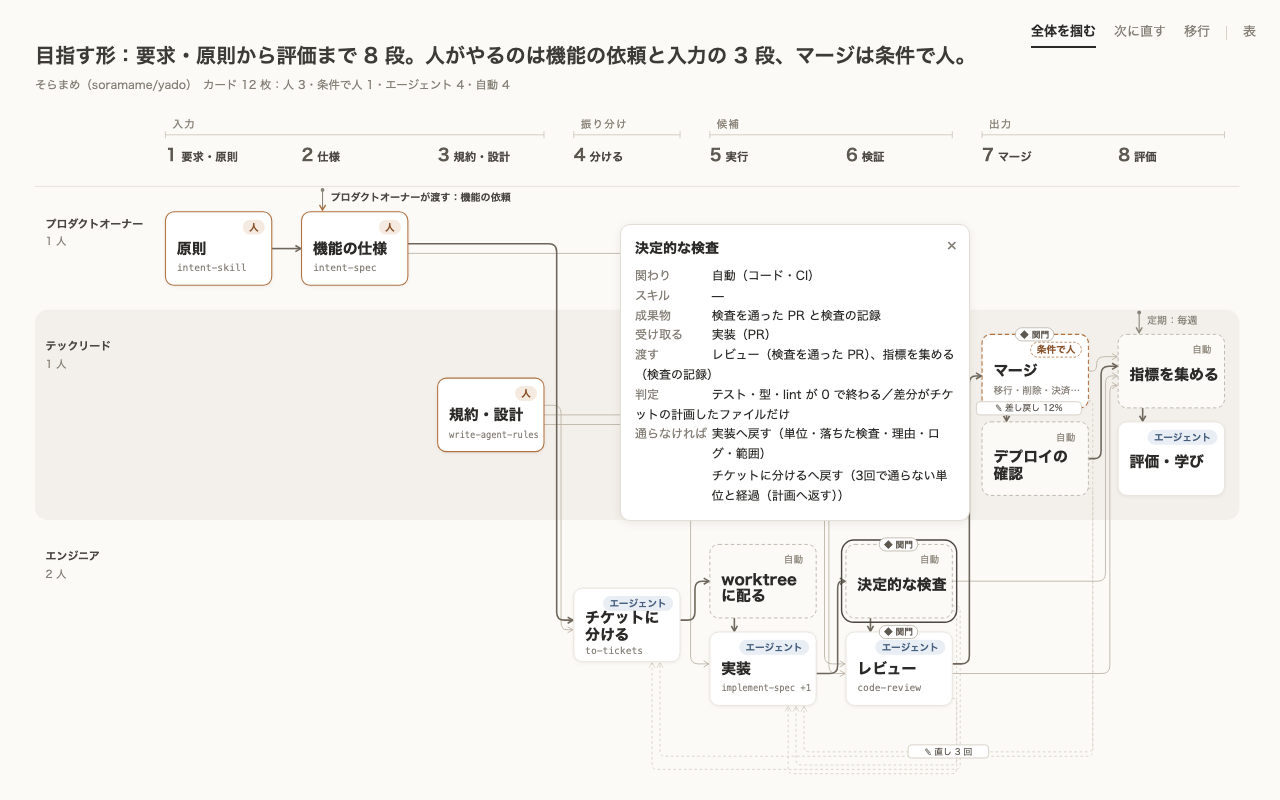 全体を掴む 次に直す 移行 表
目指す形：要求・原則から評価まで 8 段。人がやるのは機能の依頼と入力の 3 段、マージは条件で人。
そらまめ（soramame/yado） カード 12 枚：人 3・条件で人 1・エージェント 4・自動 4
入力 振り分け 候補 出力
1 要求・原則 2 仕様 3 規約・設計 4 分ける 5 実行 6 検証 7 マージ 8 評価
プロダクトオーナーが渡す：機能の依頼
プロダクトオーナー
1 人
人
原則
intent-skill
人
機能の仕様
intent-spec
決定的な検査 ✕
関わり 自動（コード・CI）
スキル —
成果物 検査を通った PR と検査の記録
受け取る 実装（PR）
渡す レビュー（検査を通った PR）、指標を集める
（検査の記録）
判定 テスト・型・lint が 0 で終わる／差分がチケ
ットの計画したファイルだけ
通らなければ 実装へ戻す（単位・落ちた検査・理由・ロ
グ・範囲）
チケットに分けるへ戻す（3回で通らない単
位と経過（計画へ返す））
テックリード
1 人
人
規約・設計
write-agent-rules
◆ 関門
条件で人
マージ
移行・削除・決済…
✎ 差し戻し 12%
自動
デプロイの
確認
定期：毎週
自動
指標を集める
エージェント
評価・学び
エンジニア
2 人
エージェント
チケットに
分ける
to-tickets
自動
worktree
に配る
エージェント
実装
implement-spec +1
◆ 関門
自動
決定的な検査
◆ 関門
エージェント
レビュー
code-review
✎ 直し 3 回